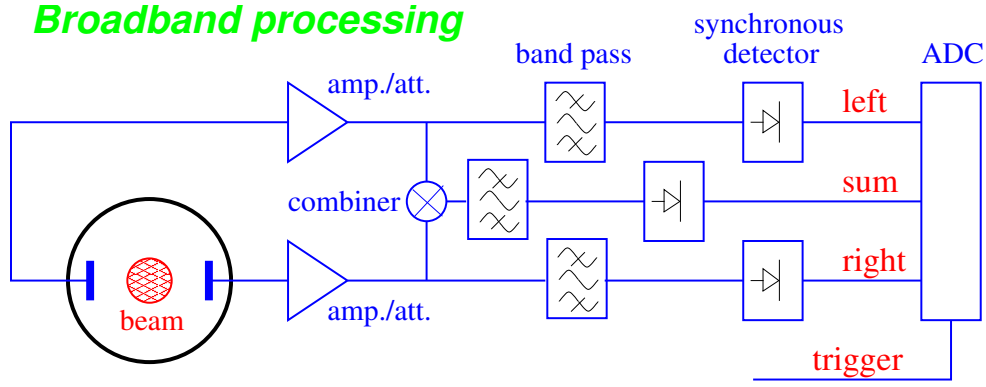 Broadband processing
synchronous
detector
band pass
ADC
amp./att.
left
combiner
sum
right
beam
amp./att.
trigger